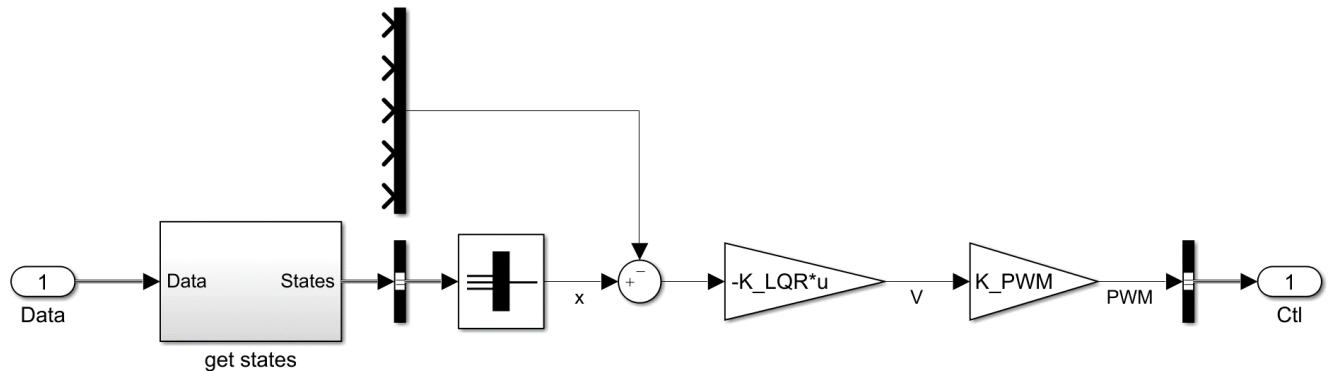 1
Data
Data
States
get states
x
−
+
-K_LQR*u
V
K_PWM
PWM
1
Ctl